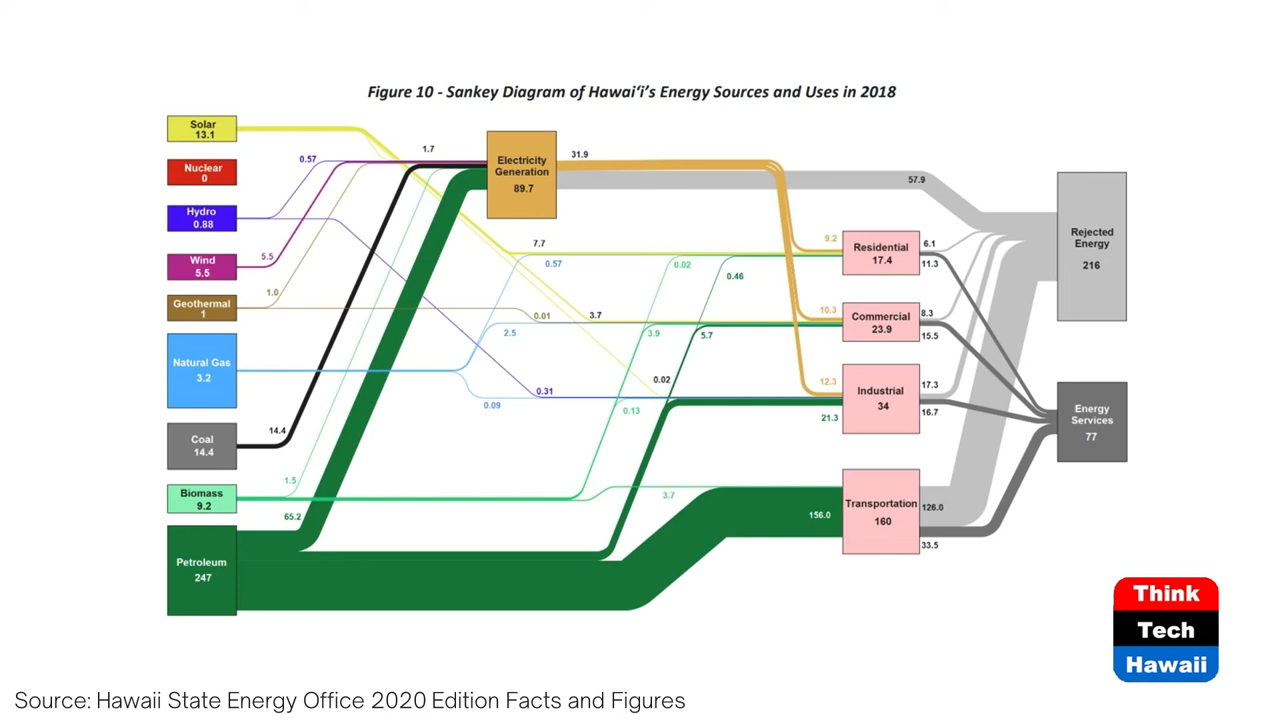 Figure 10 - Sankey Diagram of Hawaiʻi's Energy Sources and Uses in 2018
Solar
13.1
Nuclear
0
Hydro
0.88
Wind
5.5
Geothermal
1
Natural Gas
3.2
Coal
14.4
Biomass
9.2
Petroleum
247
0.57
5.5
1.0
14.4
1.5
65.2
1.7
Electricity
Generation
89.7
31.9
57.9
7.7
0.57
0.02
0.46
0.01
3.7
2.5
3.9
5.7
0.02
0.31
0.09
0.13
3.7
9.2
10.3
12.3
21.3
156.0
Residential
17.4
6.1
11.3
Commercial
23.9
8.3
15.5
Industrial
34
17.3
16.7
Transportation
160
126.0
33.5
Rejected
Energy
216
Energy
Services
77
Think
Tech
Hawaii
Source: Hawaii State Energy Office 2020 Edition Facts and Figures